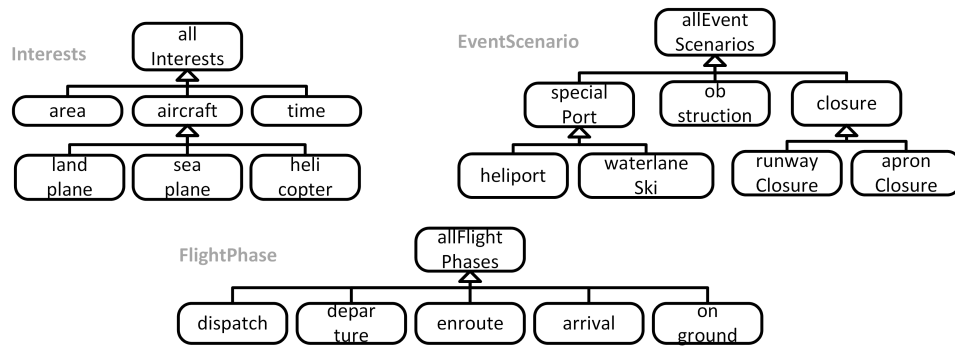 Interests
all
Interests
area
aircraft
time
land
plane
sea
plane
heli
copter
EventScenario
allEvent
Scenarios
special
Port
ob
struction
closure
heliport
waterlane
Ski
runway
Closure
apron
Closure
FlightPhase
allFlight
Phases
dispatch
depar
ture
enroute
arrival
on
ground